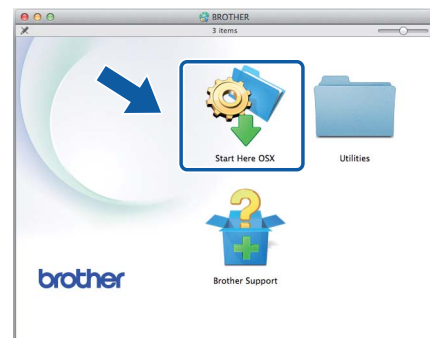 BROTHER
3 items
Start Here OSX
Utilities
Brother Support
brother